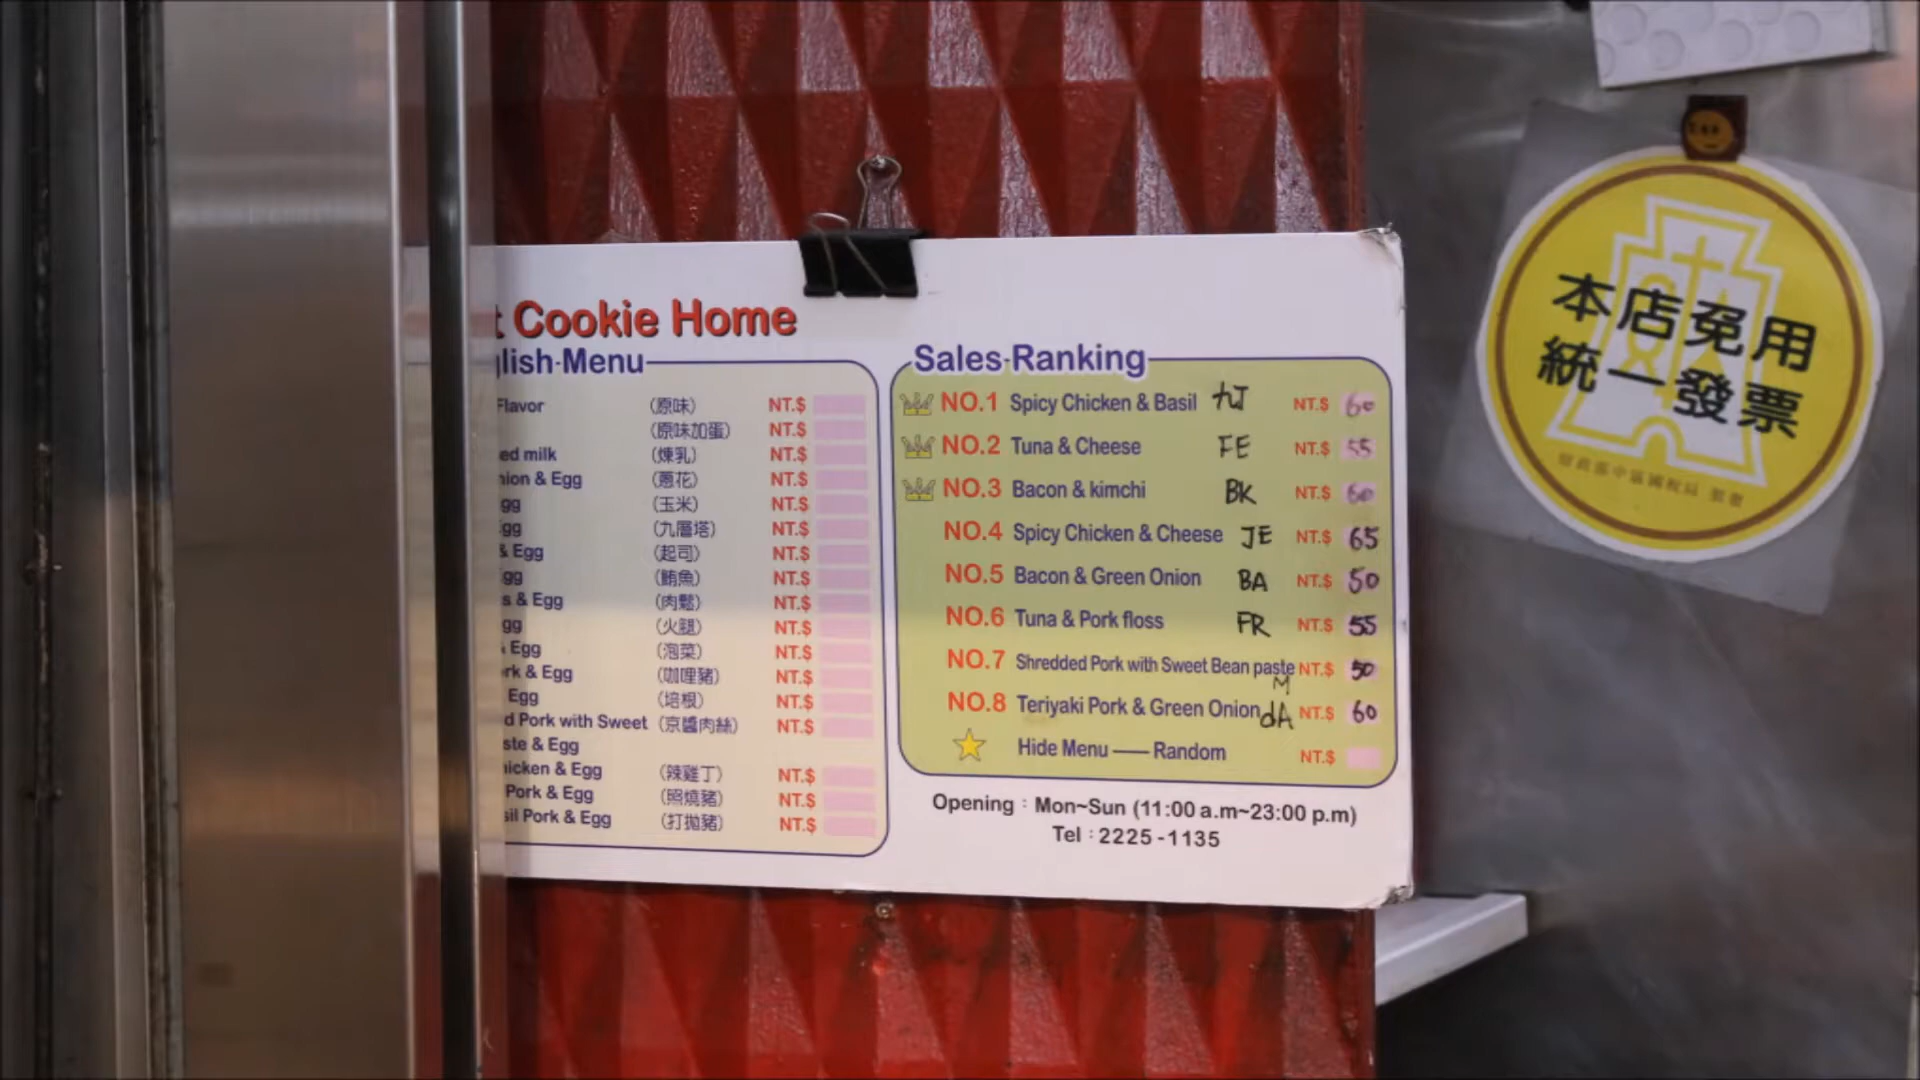 Cookie Home
lish-Menu
Flavor (原味) NT.$
(原味加蛋) NT.$
ed milk (煉乳) NT.$
nion & Egg (蔥花) NT.$
gg (玉米) NT.$
gg (九層塔) NT.$
& Egg (起司) NT.$
gg (鮪魚) NT.$
s & Egg (肉鬆) NT.$
gg (火腿) NT.$
Egg (泡菜) NT.$
rk & Egg (咖哩豬) NT.$
Egg (培根) NT.$
d Pork with Sweet (京醬肉絲) NT.$
ste & Egg
icken & Egg (辣雞丁) NT.$
Pork & Egg (照燒豬) NT.$
sil Pork & Egg (打拋豬) NT.$
Sales-Ranking
NO.1 Spicy Chicken & Basil 九J NT.$ 60
NO.2 Tuna & Cheese FE NT.$ 55
NO.3 Bacon & kimchi BK NT.$ 60
NO.4 Spicy Chicken & Cheese JE NT.$ 65
NO.5 Bacon & Green Onion BA NT.$ 50
NO.6 Tuna & Pork floss FR NT.$ 55
NO.7 Shredded Pork with Sweet Bean paste M NT.$ 50
NO.8 Teriyaki Pork & Green Onion dA NT.$ 60
Hide Menu — Random NT.$
Opening : Mon~Sun (11:00 a.m~23:00 p.m)
Tel : 2225-1135
本店免用
統一發票